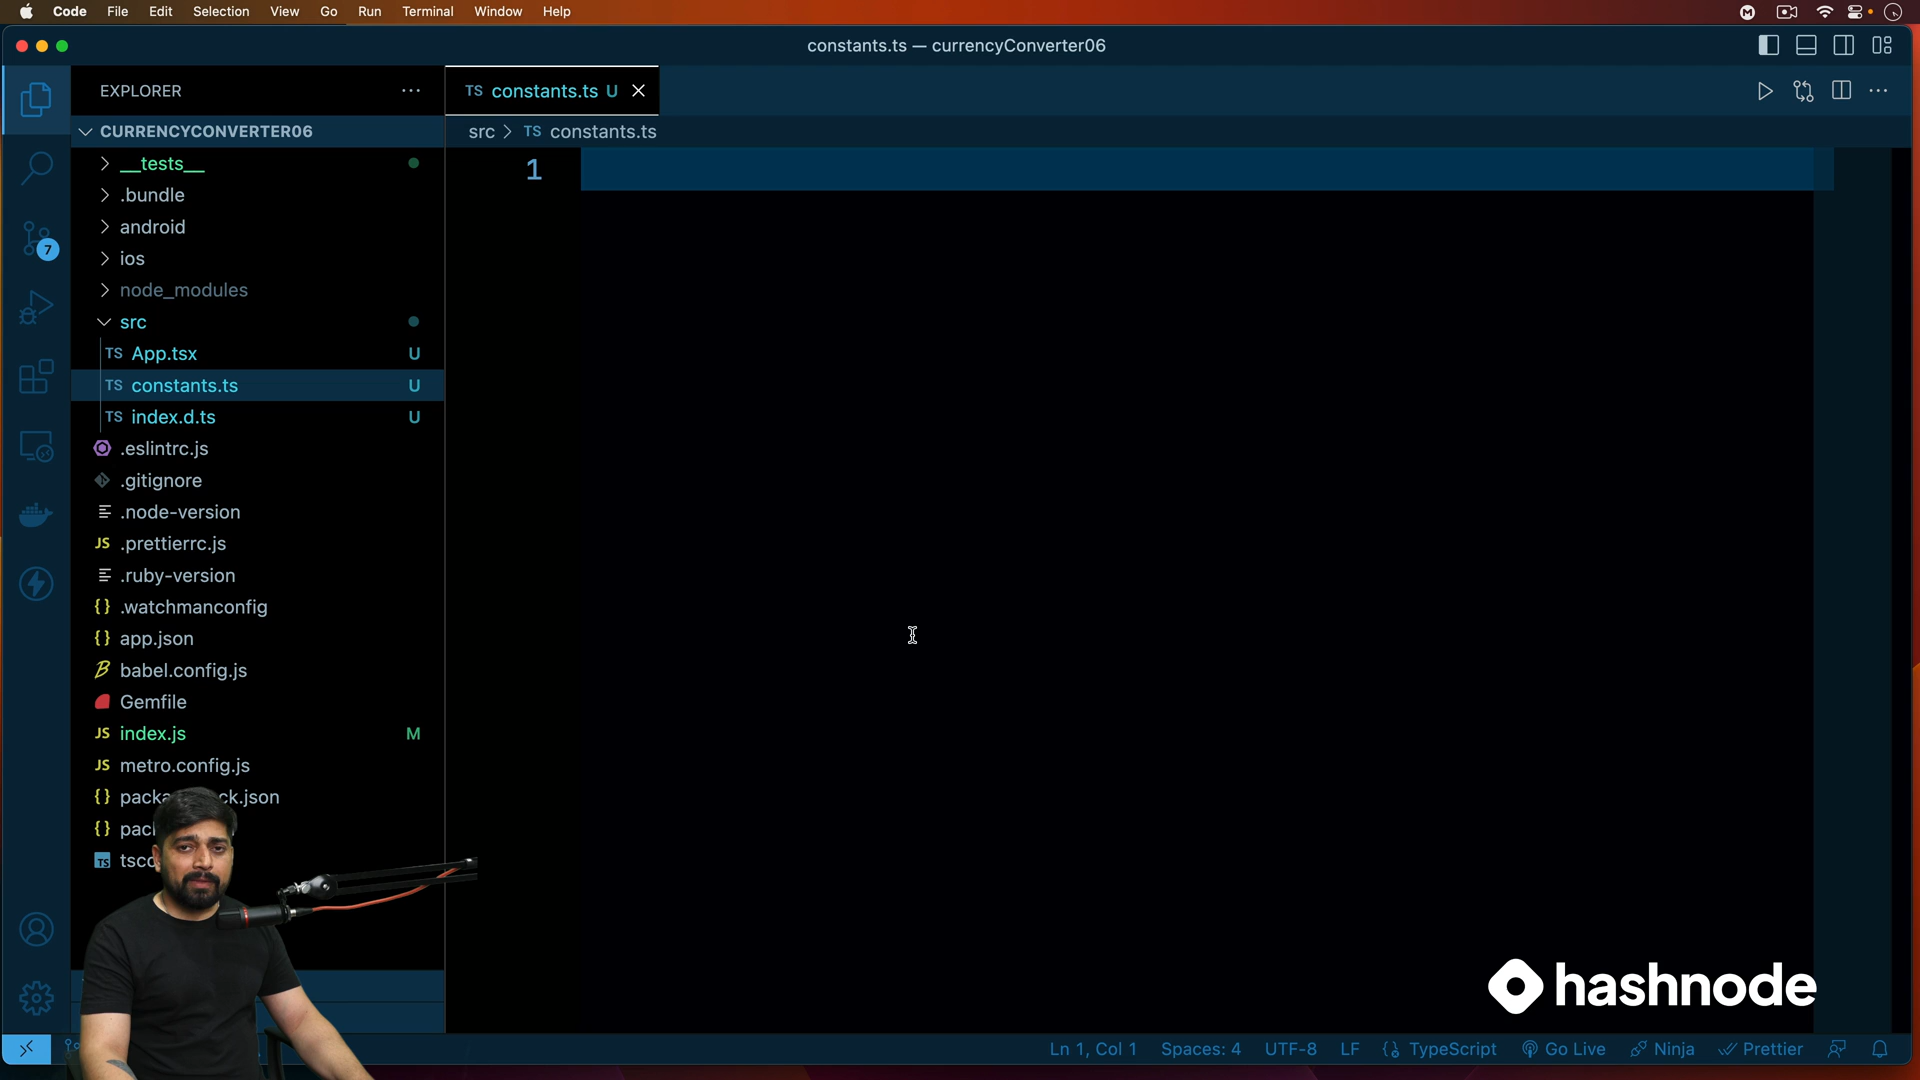 Code File Edit Selection View Go Run Terminal Window Help
constants.ts — currencyConverter06
EXPLORER
TS constants.ts U
CURRENCYCONVERTER06
src > TS constants.ts
1
__tests__
.bundle
android
7
ios
node_modules
src
TS App.tsx U
TS constants.ts U
TS index.d.ts U
.eslintrc.js
.gitignore
.node-version
JS .prettierrc.js
.ruby-version
{} .watchmanconfig
{} app.json
babel.config.js
Gemfile
JS index.js M
JS metro.config.js
{}
{}
TS
hashnode
Ln 1, Col 1 Spaces: 4 UTF-8 LF {} TypeScript Go Live Ninja Prettier